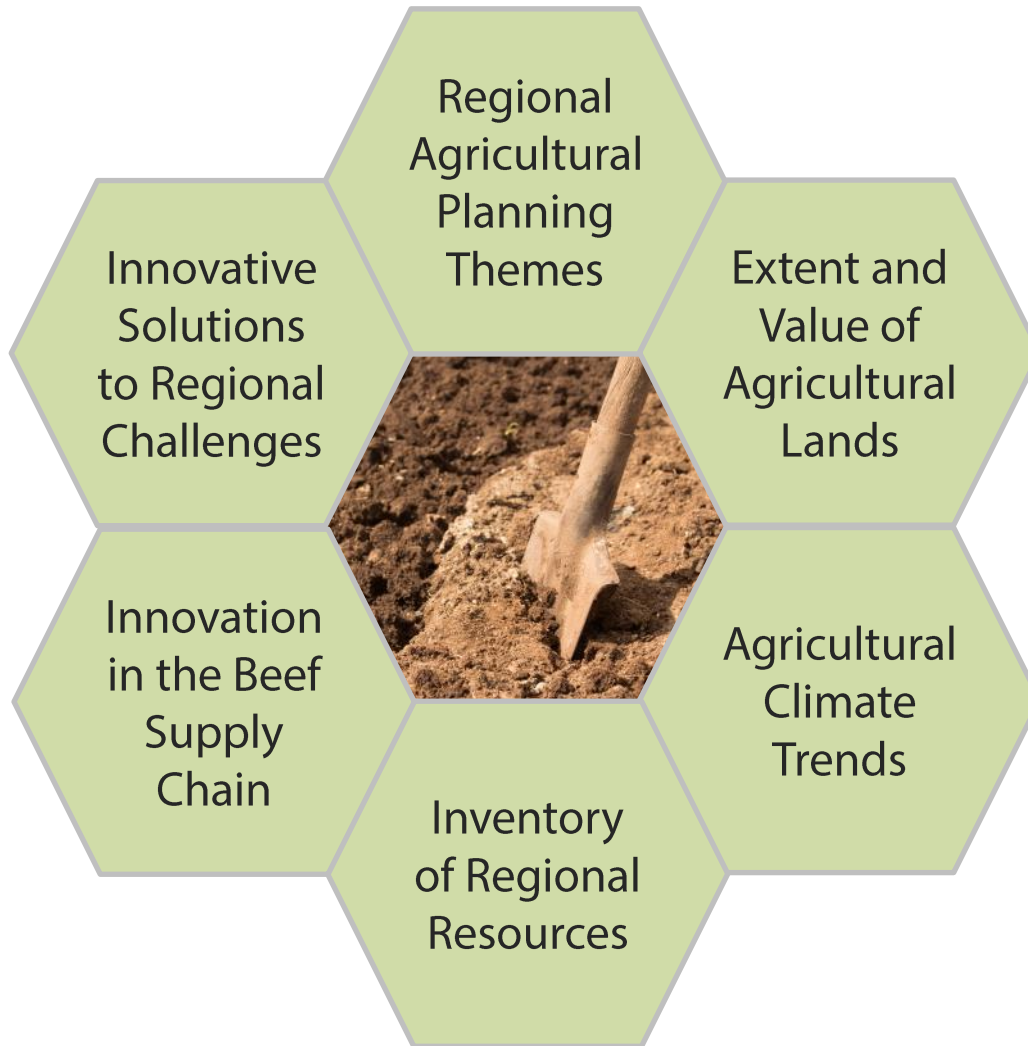 Regional
Agricultural
Planning
Themes
Extent and
Value of
Agricultural
Lands
Agricultural
Climate
Trends
Inventory
of Regional
Resources
Innovation
in the Beef
Supply
Chain
Innovative
Solutions
to Regional
Challenges